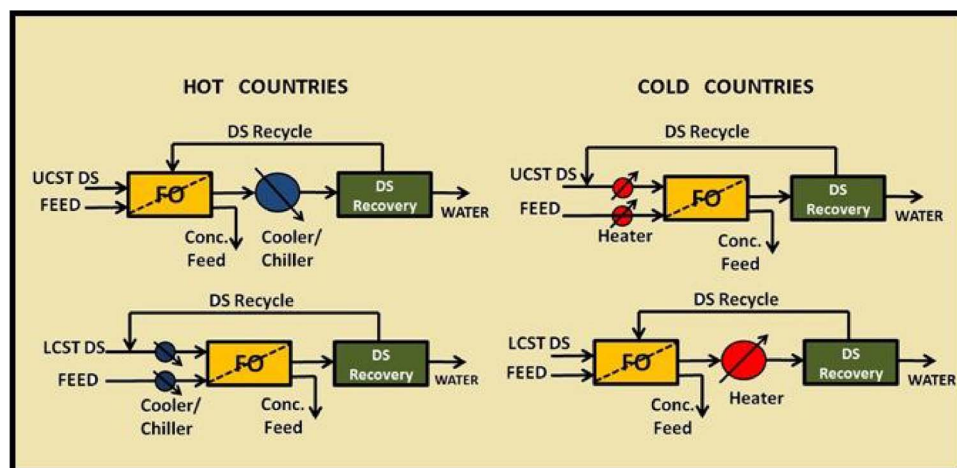 HOT COUNTRIES
DS Recycle
UCST DS
FEED
FO
DS
Recovery
WATER
Conc.
Feed
Cooler/
Chiller
DS Recycle
LCST DS
FEED
FO
DS
Recovery
WATER
Cooler/
Chiller
Conc.
Feed
COLD COUNTRIES
DS Recycle
UCST DS
FEED
FO
DS
Recovery
WATER
Heater
Conc.
Feed
DS Recycle
LCST DS
FEED
FO
DS
Recovery
WATER
Conc.
Feed
Heater